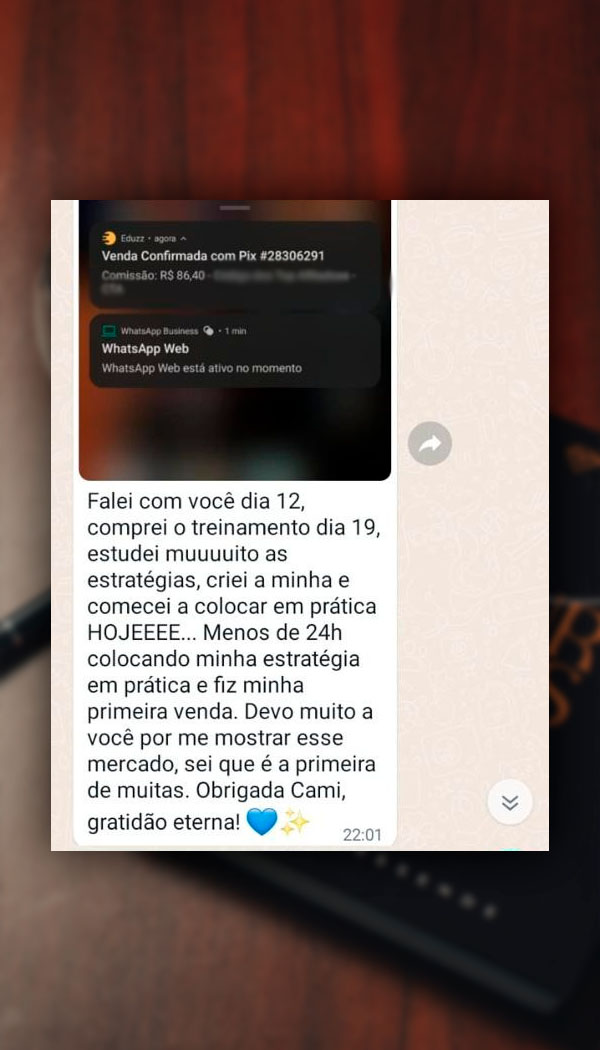 Eduzz • agora
Venda Confirmada com Pix #28306291
Comissão: R$ 86,40 -
WhatsApp Business • 1 min
WhatsApp Web
WhatsApp Web está ativo no momento
Falei com você dia 12,
comprei o treinamento dia 19,
estudei muuuuito as
estratégias, criei a minha e
comecei a colocar em prática
HOJEEEE... Menos de 24h
colocando minha estratégia
em prática e fiz minha
primeira venda. Devo muito a
você por me mostrar esse
mercado, sei que é a primeira
de muitas. Obrigada Cami,
gratidão eterna! 💙✨
22:01